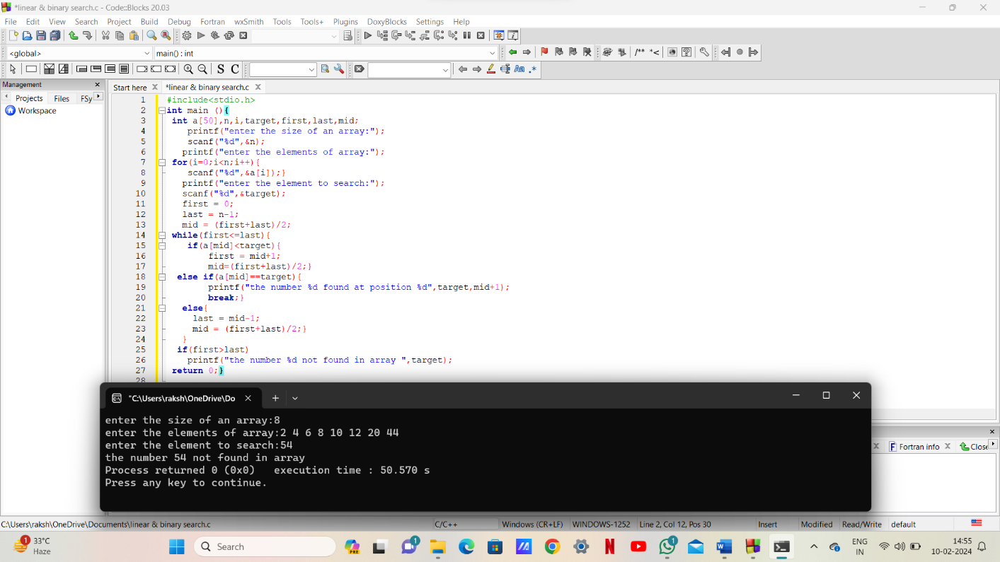 *linear & binary search.c - Code::Blocks 20.03
File Edit View Search Project Build Debug Fortran wxSmith Tools Tools+ Plugins DoxyBlocks Settings Help
<global> main() : int /** *<
S C Aa .*
Management
Projects Files FSy
Workspace
Start here *linear & binary search.c
1 #include<stdio.h>
2 int main (){
3 int a[50],n,i,target,first,last,mid;
4 printf("enter the size of an array:");
5 scanf("%d",&n);
6 printf("enter the elements of array:");
7 for(i=0;i<n;i++){
8 scanf("%d",&a[i]);}
9 printf("enter the element to search:");
10 scanf("%d",&target);
11 first = 0;
12 last = n-1;
13 mid = (first+last)/2;
14 while(first<=last){
15 if(a[mid]<target){
16 first = mid+1;
17 mid=(first+last)/2;}
18 else if(a[mid]==target){
19 printf("the number %d found at position %d",target,mid+1);
20 break;}
21 else{
22 last = mid-1;
23 mid = (first+last)/2;}
24 }
25 if(first>last)
26 printf("the number %d not found in array ",target);
27 return 0;}
28
"C:\Users\raksh\OneDrive\Do
enter the size of an array:8
enter the elements of array:2 4 6 8 10 12 20 44
enter the element to search:54
the number 54 not found in array
Process returned 0 (0x0) execution time : 50.570 s
Press any key to continue.
Fortran info Close
C:\Users\raksh\OneDrive\Documents\linear & binary search.c C/C++ Windows (CR+LF) WINDOWS-1252 Line 2, Col 12, Pos 30 Insert Modified Read/Write default
1 33°C
Haze
Search
PRE
1
1
ENG
IN
14:55
10-02-2024